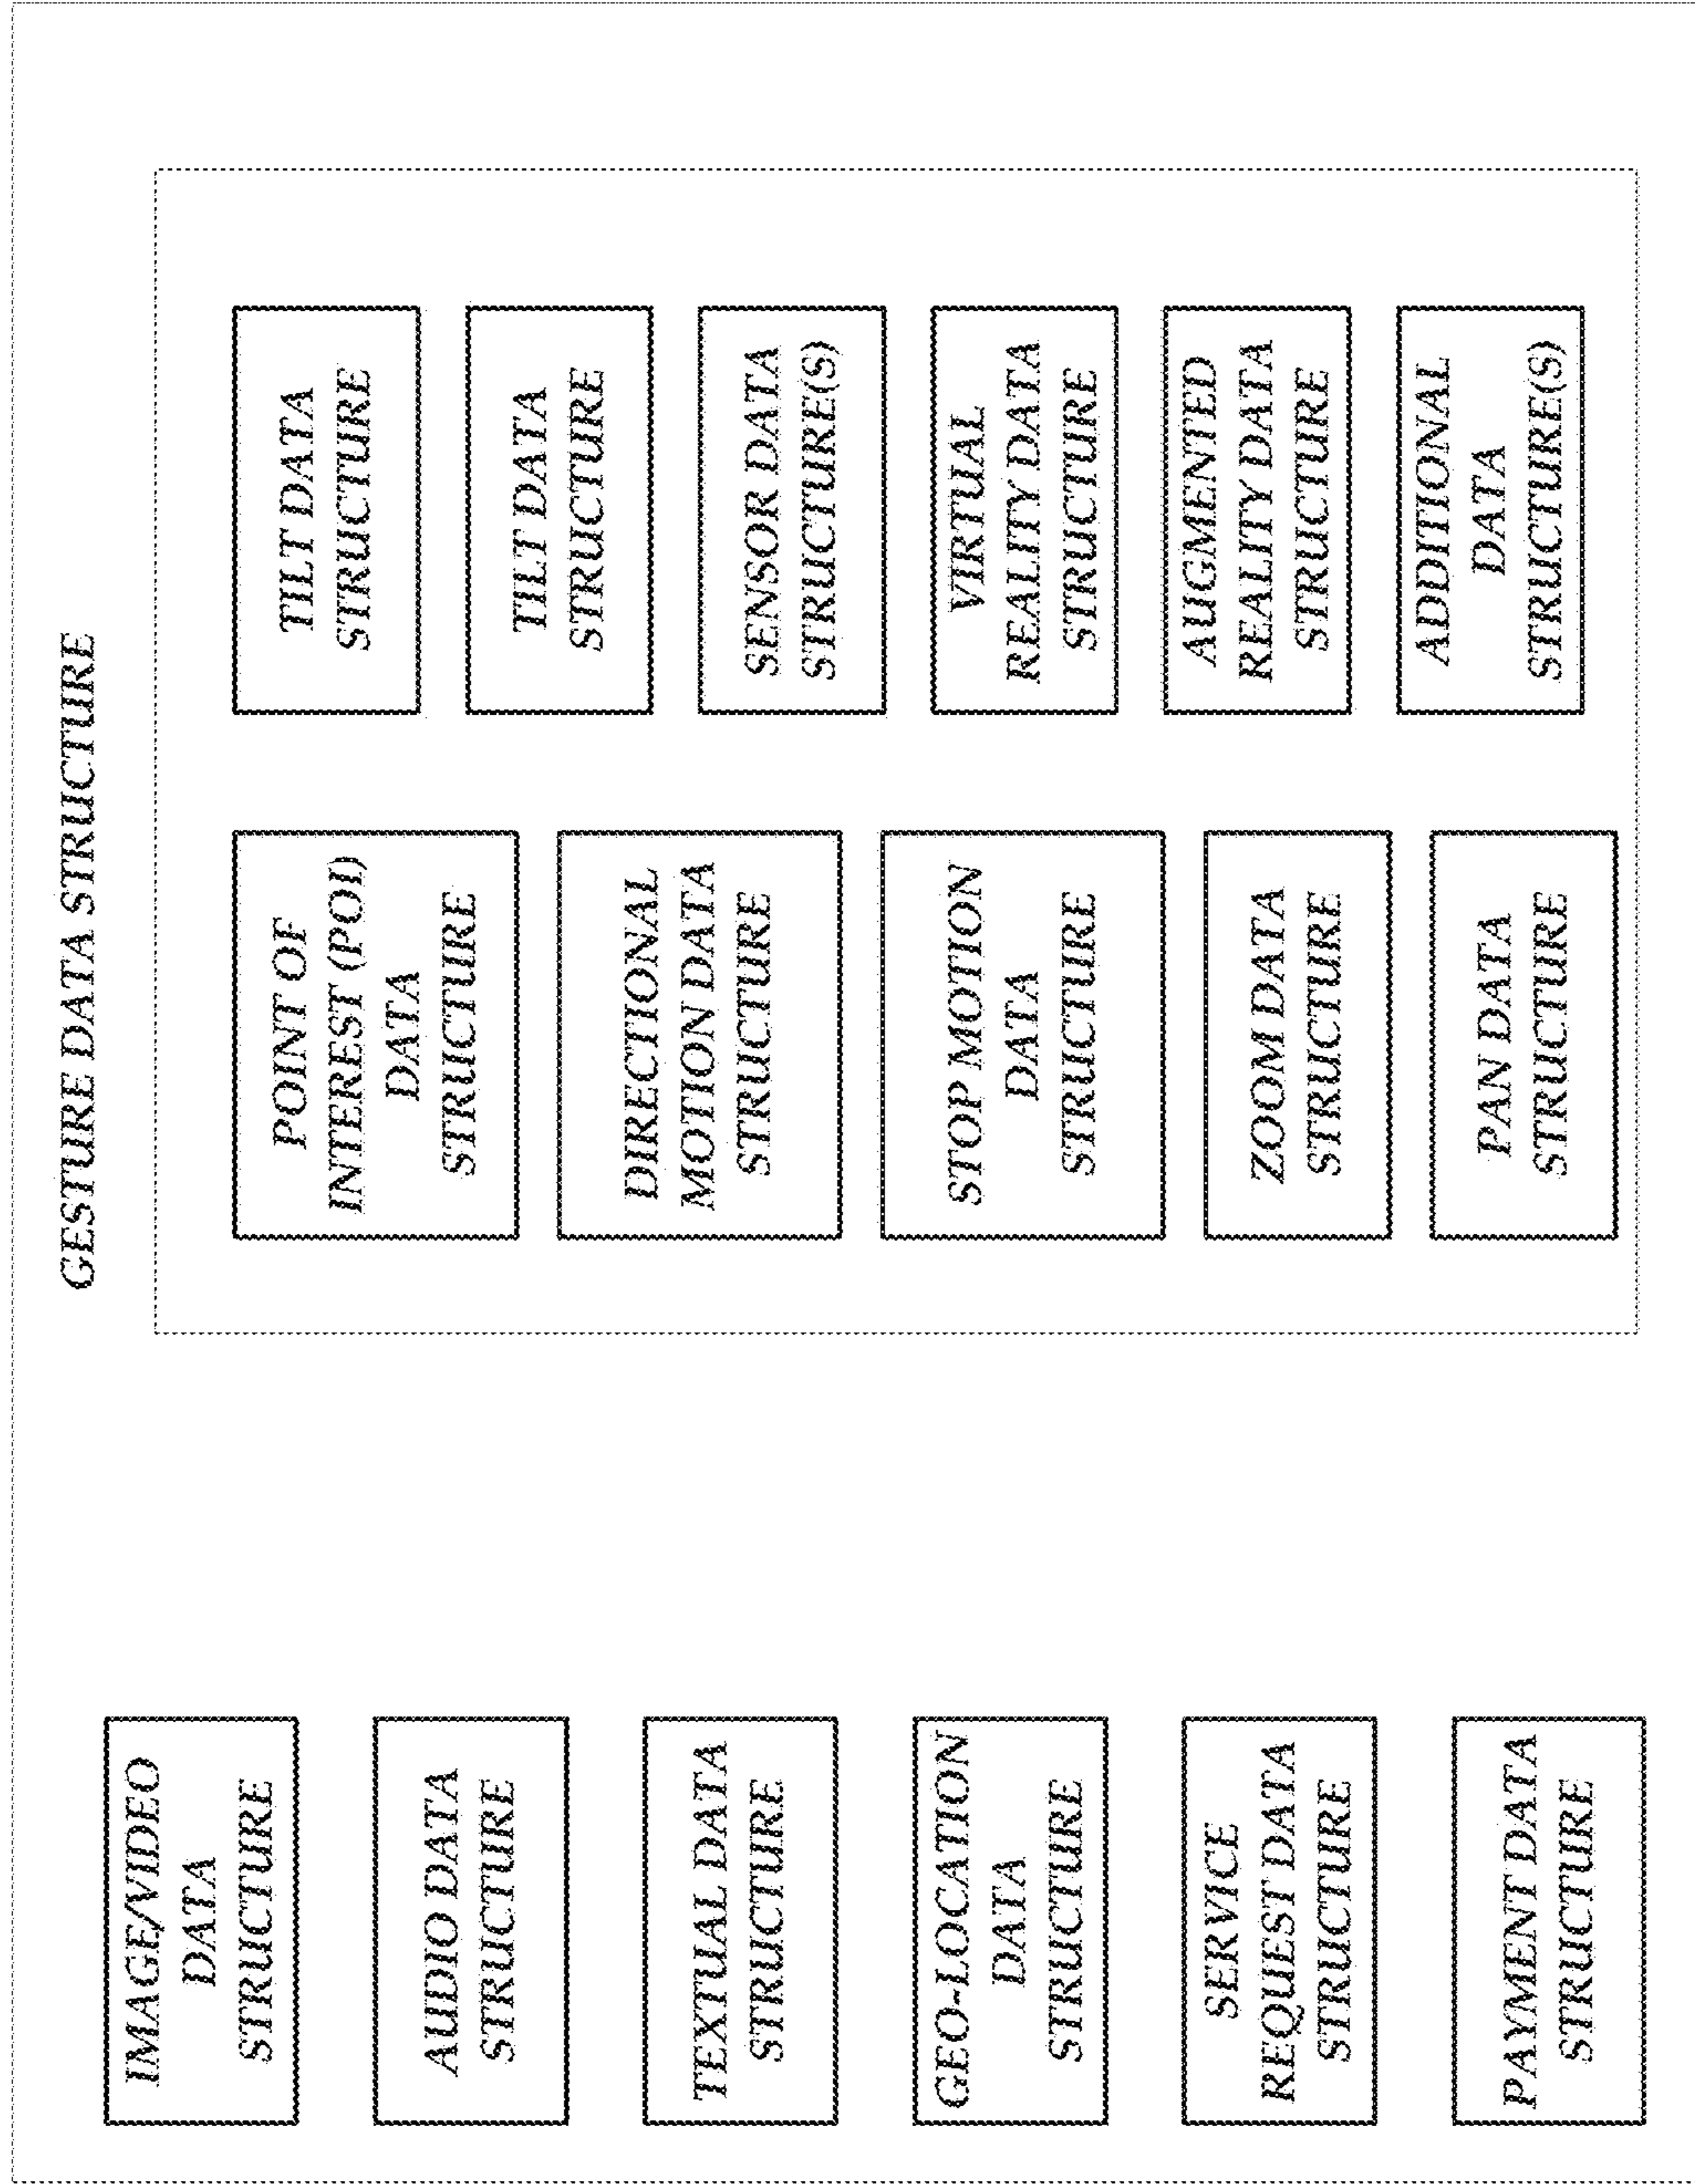 IMAGE/VIDEO
DATA
STRUCTURE
AUDIO DATA
STRUCTURE
TEXTUAL DATA
STRUCTURE
GEO-LOCATION
DATA
STRUCTURE
SERVICE
REQUEST DATA
STRUCTURE
PAYMENT DATA
STRUCTURE
GESTURE DATA STRUCTURE
POINT OF
INTEREST (POI)
DATA
STRUCTURE
DIRECTIONAL
MOTION DATA
STRUCTURE
STOP MOTION
DATA
STRUCTURE
ZOOM DATA
STRUCTURE
PAN DATA
STRUCTURE
TILT DATA
STRUCTURE
TILT DATA
STRUCTURE
SENSOR DATA
STRUCTURE(S)
VIRTUAL
REALITY DATA
STRUCTURE
AUGMENTED
REALITY DATA
STRUCTURE
ADDITIONAL
DATA
STRUCTURE(S)